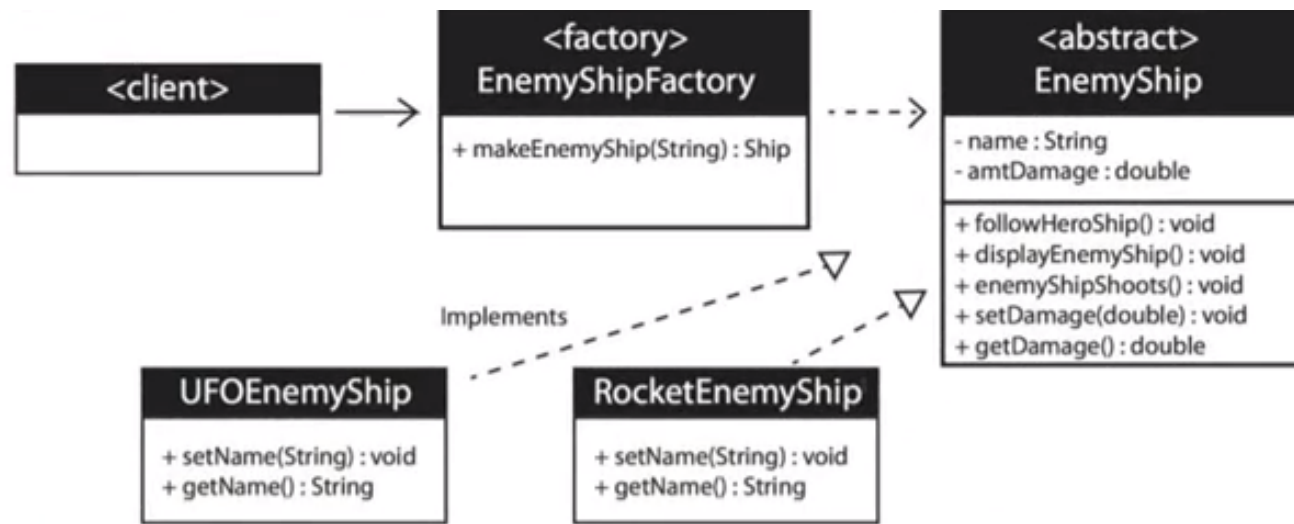 <client>
<factory>
EnemyShipFactory
+ makeEnemyShip(String) : Ship
<abstract>
EnemyShip
- name : String
- amtDamage : double
+ followHeroShip() : void
+ displayEnemyShip() : void
+ enemyShipShoots() : void
+ setDamage(double) : void
+ getDamage() : double
Implements
UFOEnemyShip
+ setName(String) : void
+ getName() : String
RocketEnemyShip
+ setName(String) : void
+ getName() : String